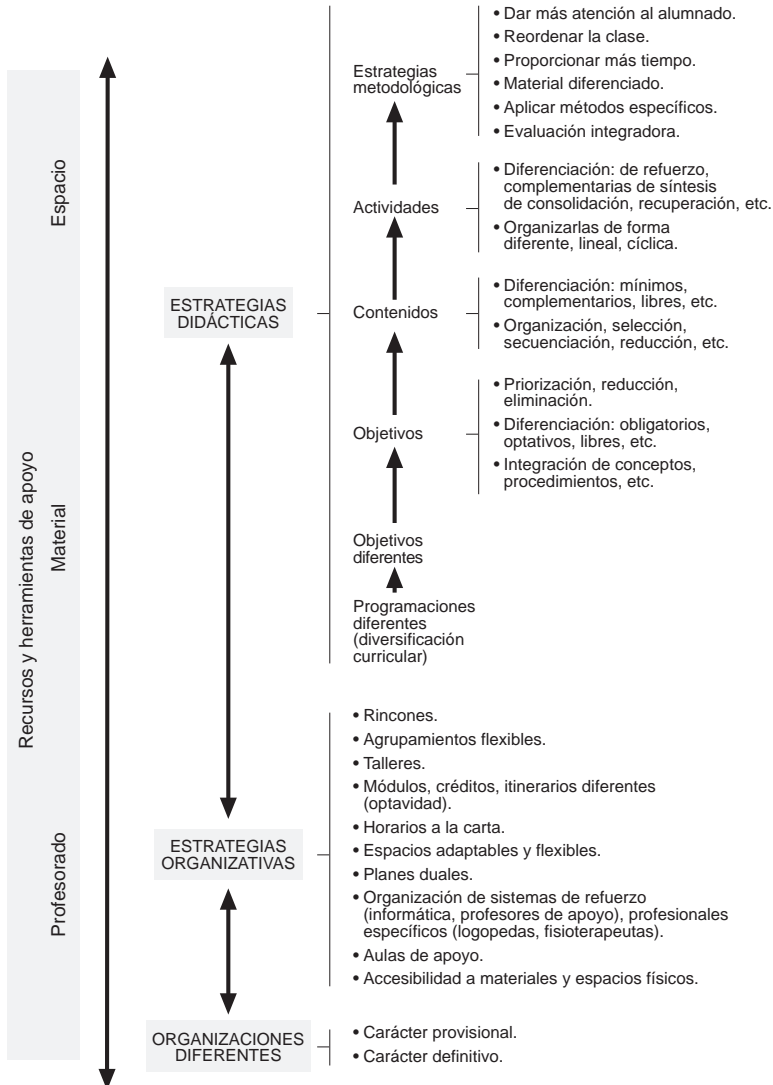 Recursos y herramientas de apoyo
Espacio
Material
Profesorado
ESTRATEGIAS
DIDÁCTICAS
Estrategias
metodológicas
• Dar más atención al alumnado.
• Reordenar la clase.
• Proporcionar más tiempo.
• Material diferenciado.
• Aplicar métodos específicos.
• Evaluación integradora.
Actividades
• Diferenciación: de refuerzo,
complementarias de síntesis
de consolidación, recuperación, etc.
• Organizarlas de forma
diferente, lineal, cíclica.
Contenidos
• Diferenciación: mínimos,
complementarios, libres, etc.
• Organización, selección,
secuenciación, reducción, etc.
Objetivos
• Priorización, reducción,
eliminación.
• Diferenciación: obligatorios,
optativos, libres, etc.
• Integración de conceptos,
procedimientos, etc.
Objetivos
diferentes
Programaciones
diferentes
(diversificación
curricular)
ESTRATEGIAS
ORGANIZATIVAS
• Rincones.
• Agrupamientos flexibles.
• Talleres.
• Módulos, créditos, itinerarios diferentes
(optavidad).
• Horarios a la carta.
• Espacios adaptables y flexibles.
• Planes duales.
• Organización de sistemas de refuerzo
(informática, profesores de apoyo), profesionales
específicos (logopedas, fisioterapeutas).
• Aulas de apoyo.
• Accesibilidad a materiales y espacios físicos.
ORGANIZACIONES
DIFERENTES
• Carácter provisional.
• Carácter definitivo.